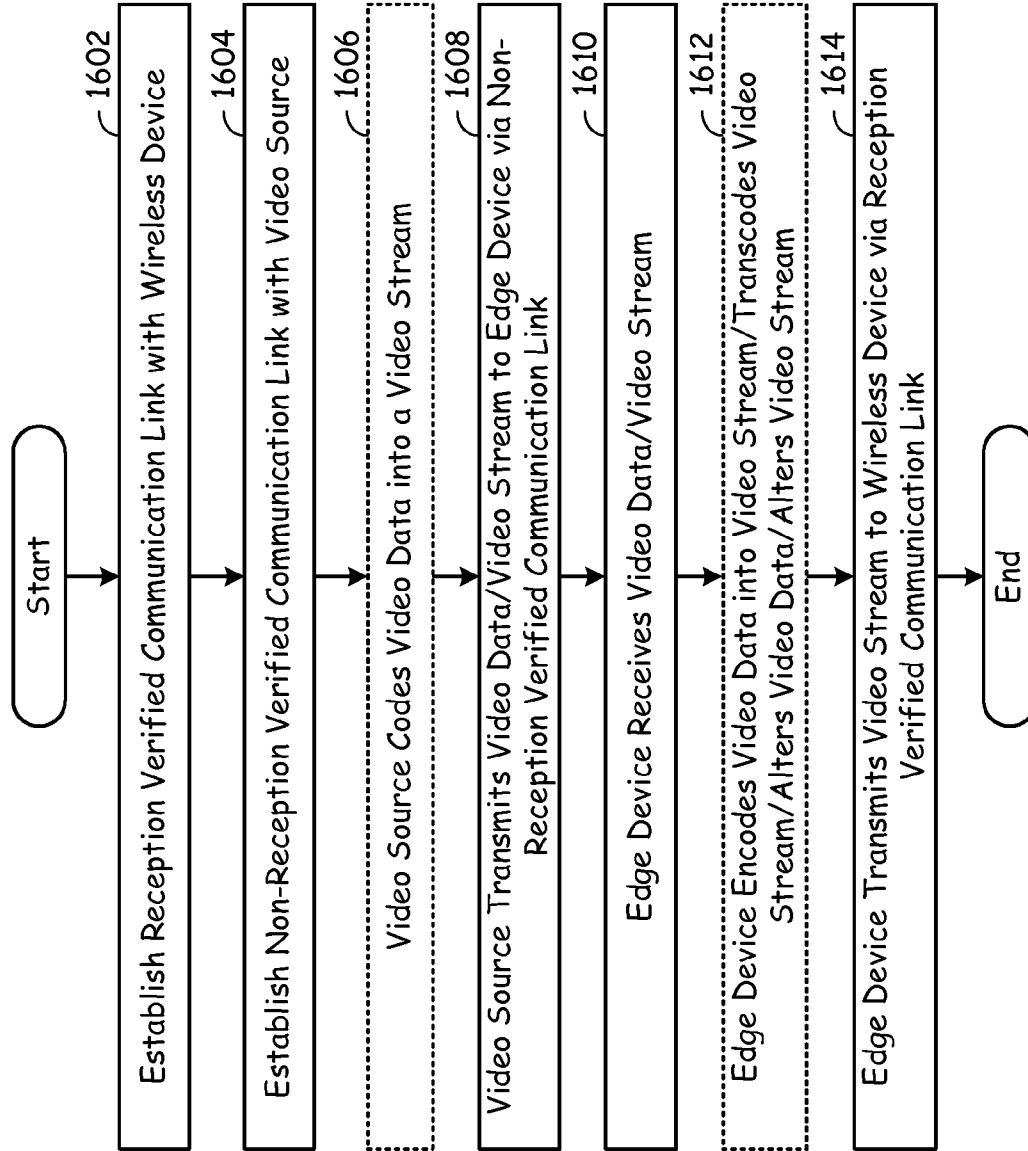 Start
1602
Establish Reception Verified Communication Link with Wireless Device
1604
Establish Non-Reception Verified Communication Link with Video Source
1606
Video Source Codes Video Data into a Video Stream
1608
Video Source Transmits Video Data/Video Stream to Edge Device via Non-
Reception Verified Communication Link
1610
Edge Device Receives Video Data/Video Stream
1612
Edge Device Encodes Video Data into Video Stream/Transcodes Video
Stream/Alters Video Data/Alters Video Stream
1614
Edge Device Transmits Video Stream to Wireless Device via Reception
Verified Communication Link
End